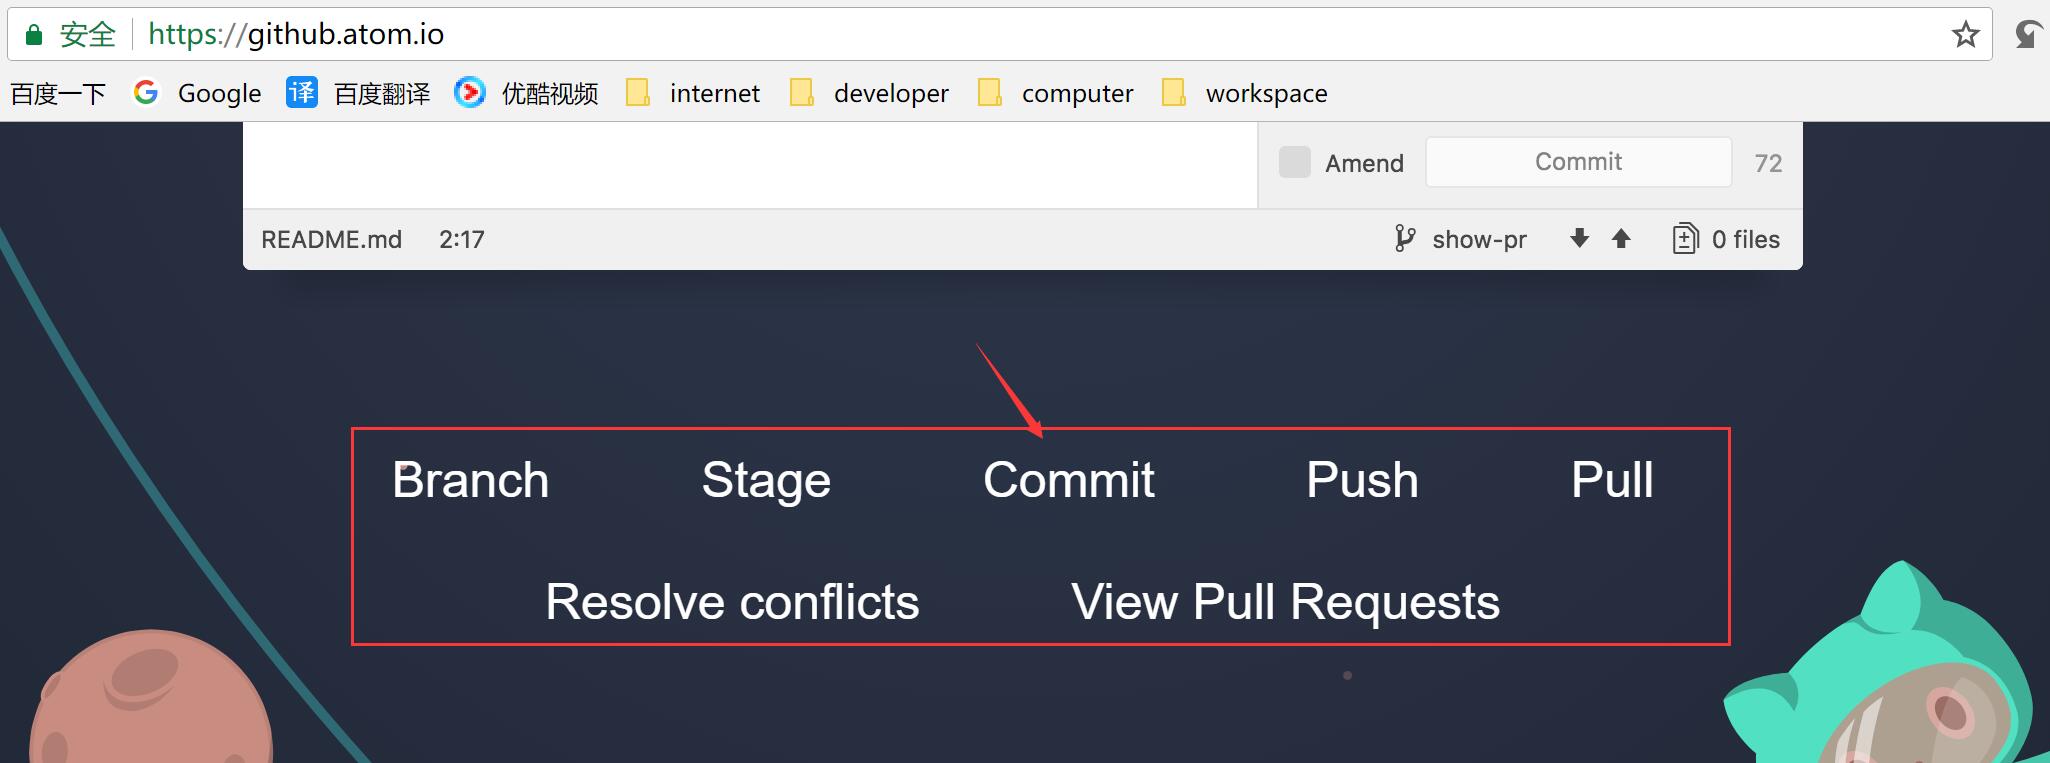 安全 https://github.atom.io
百度一下 Google 译 百度翻译 优酷视频 internet developer computer workspace
Amend Commit 72
README.md 2:17 show-pr 0 files
Branch Stage Commit Push Pull
Resolve conflicts View Pull Requests